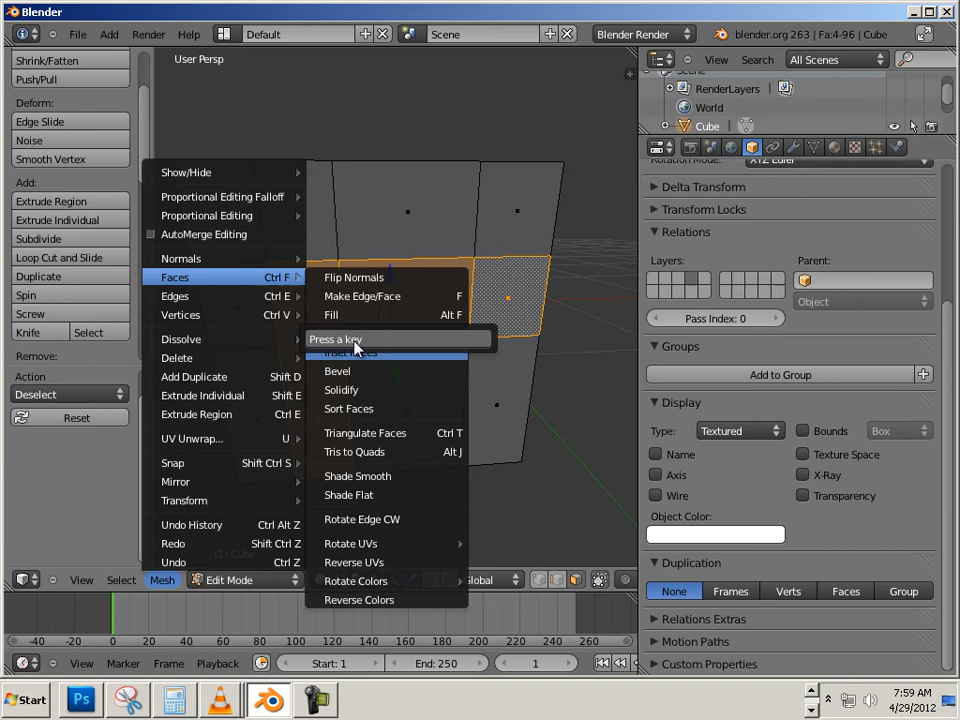 Blender
File Add Render Help Default Scene Blender Render blender.org 263 | Fa:4-96 | Cube
Shrink/Fatten
Push/Pull
Deform:
Edge Slide
Noise
Smooth Vertex
Add:
Extrude Region
Extrude Individual
Subdivide
Loop Cut and Slide
Duplicate
Spin
Screw
Knife Select
Remove:
Action
Deselect
Reset
User Persp
Show/Hide
Proportional Editing Falloff
Proportional Editing
AutoMerge Editing
Normals
Faces Ctrl F
Edges Ctrl E
Vertices Ctrl V
Dissolve
Delete
Add Duplicate Shift D
Extrude Individual Shift E
Extrude Region Ctrl E
UV Unwrap... U
Snap Shift Ctrl S
Mirror
Transform
Undo History Ctrl Alt Z
Redo Shift Ctrl Z
Undo Ctrl Z
Flip Normals
Make Edge/Face F
Fill Alt F
Press a key
Inset Faces
Bevel
Solidify
Sort Faces
Triangulate Faces Ctrl T
Tris to Quads Alt J
Shade Smooth
Shade Flat
Rotate Edge CW
Rotate UVs
Reverse UVs
Rotate Colors
Reverse Colors
View Select Mesh Edit Mode Global
-40 -20 0 20 40 60 80 100 120 140 160 180 200 220 240 260
View Marker Frame Playback Start: 1 End: 250 1
View Search All Scenes
Scene
RenderLayers
World
Cube
Rotation Mode: XYZ Euler
Delta Transform
Transform Locks
Relations
Layers: Parent:
Object
Pass Index: 0
Groups
Add to Group
Display
Type: Textured Bounds Box
Name Texture Space
Axis X-Ray
Wire Transparency
Object Color:
Duplication
None Frames Verts Faces Group
Relations Extras
Motion Paths
Custom Properties
Start Ps 7:59 AM
4/29/2012